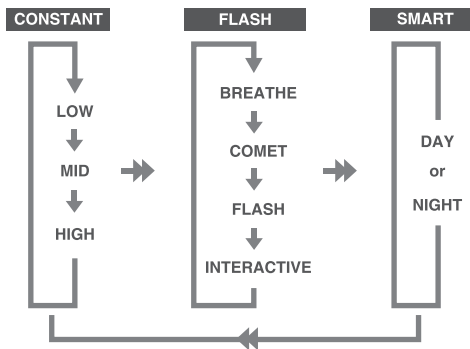 CONSTANT
LOW
MID
HIGH
FLASH
BREATHE
COMET
FLASH
INTERACTIVE
SMART
DAY
or
NIGHT